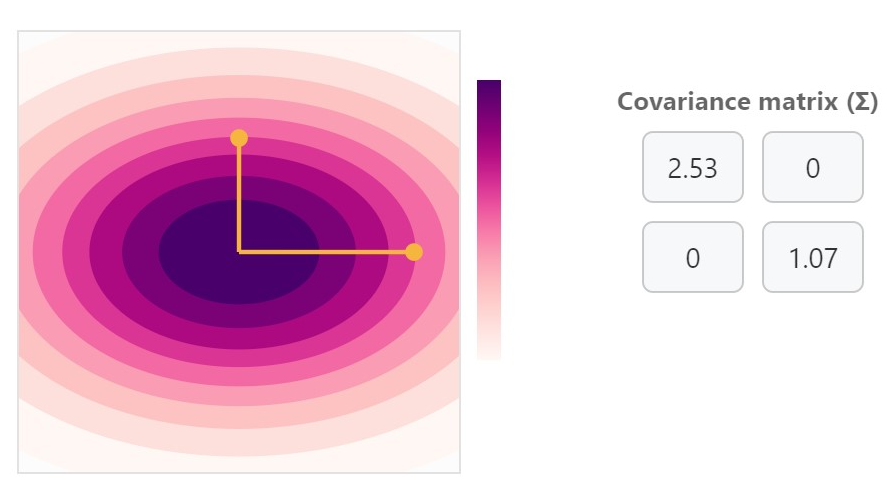 Covariance matrix (Σ)
2.53 0
0 1.07